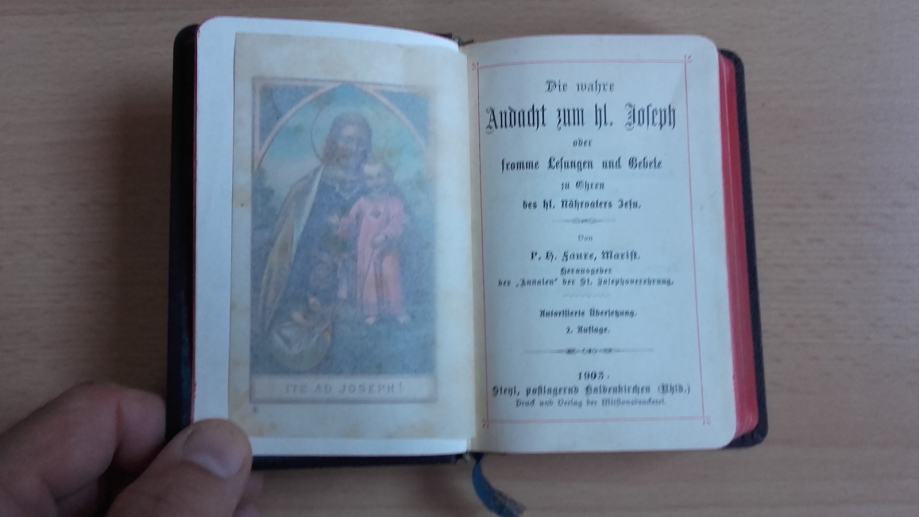 ITE AD JOSEPH!
Die wahre
Andacht zum hl. Joseph
oder
fromme Lesungen und Gebete
zu Ehren
des hl. Nährvaters Jesu.
Von
P. H. Faure, Marist.
Herausgeber
der „Annalen“ der St. Josephsverehrung.
Autorisierte Übersetzung.
2. Auflage.
1905.
Steyl, postlagernd Kaldenkirchen (Rhld.)
Druck und Verlag der Missionsdruckerei.